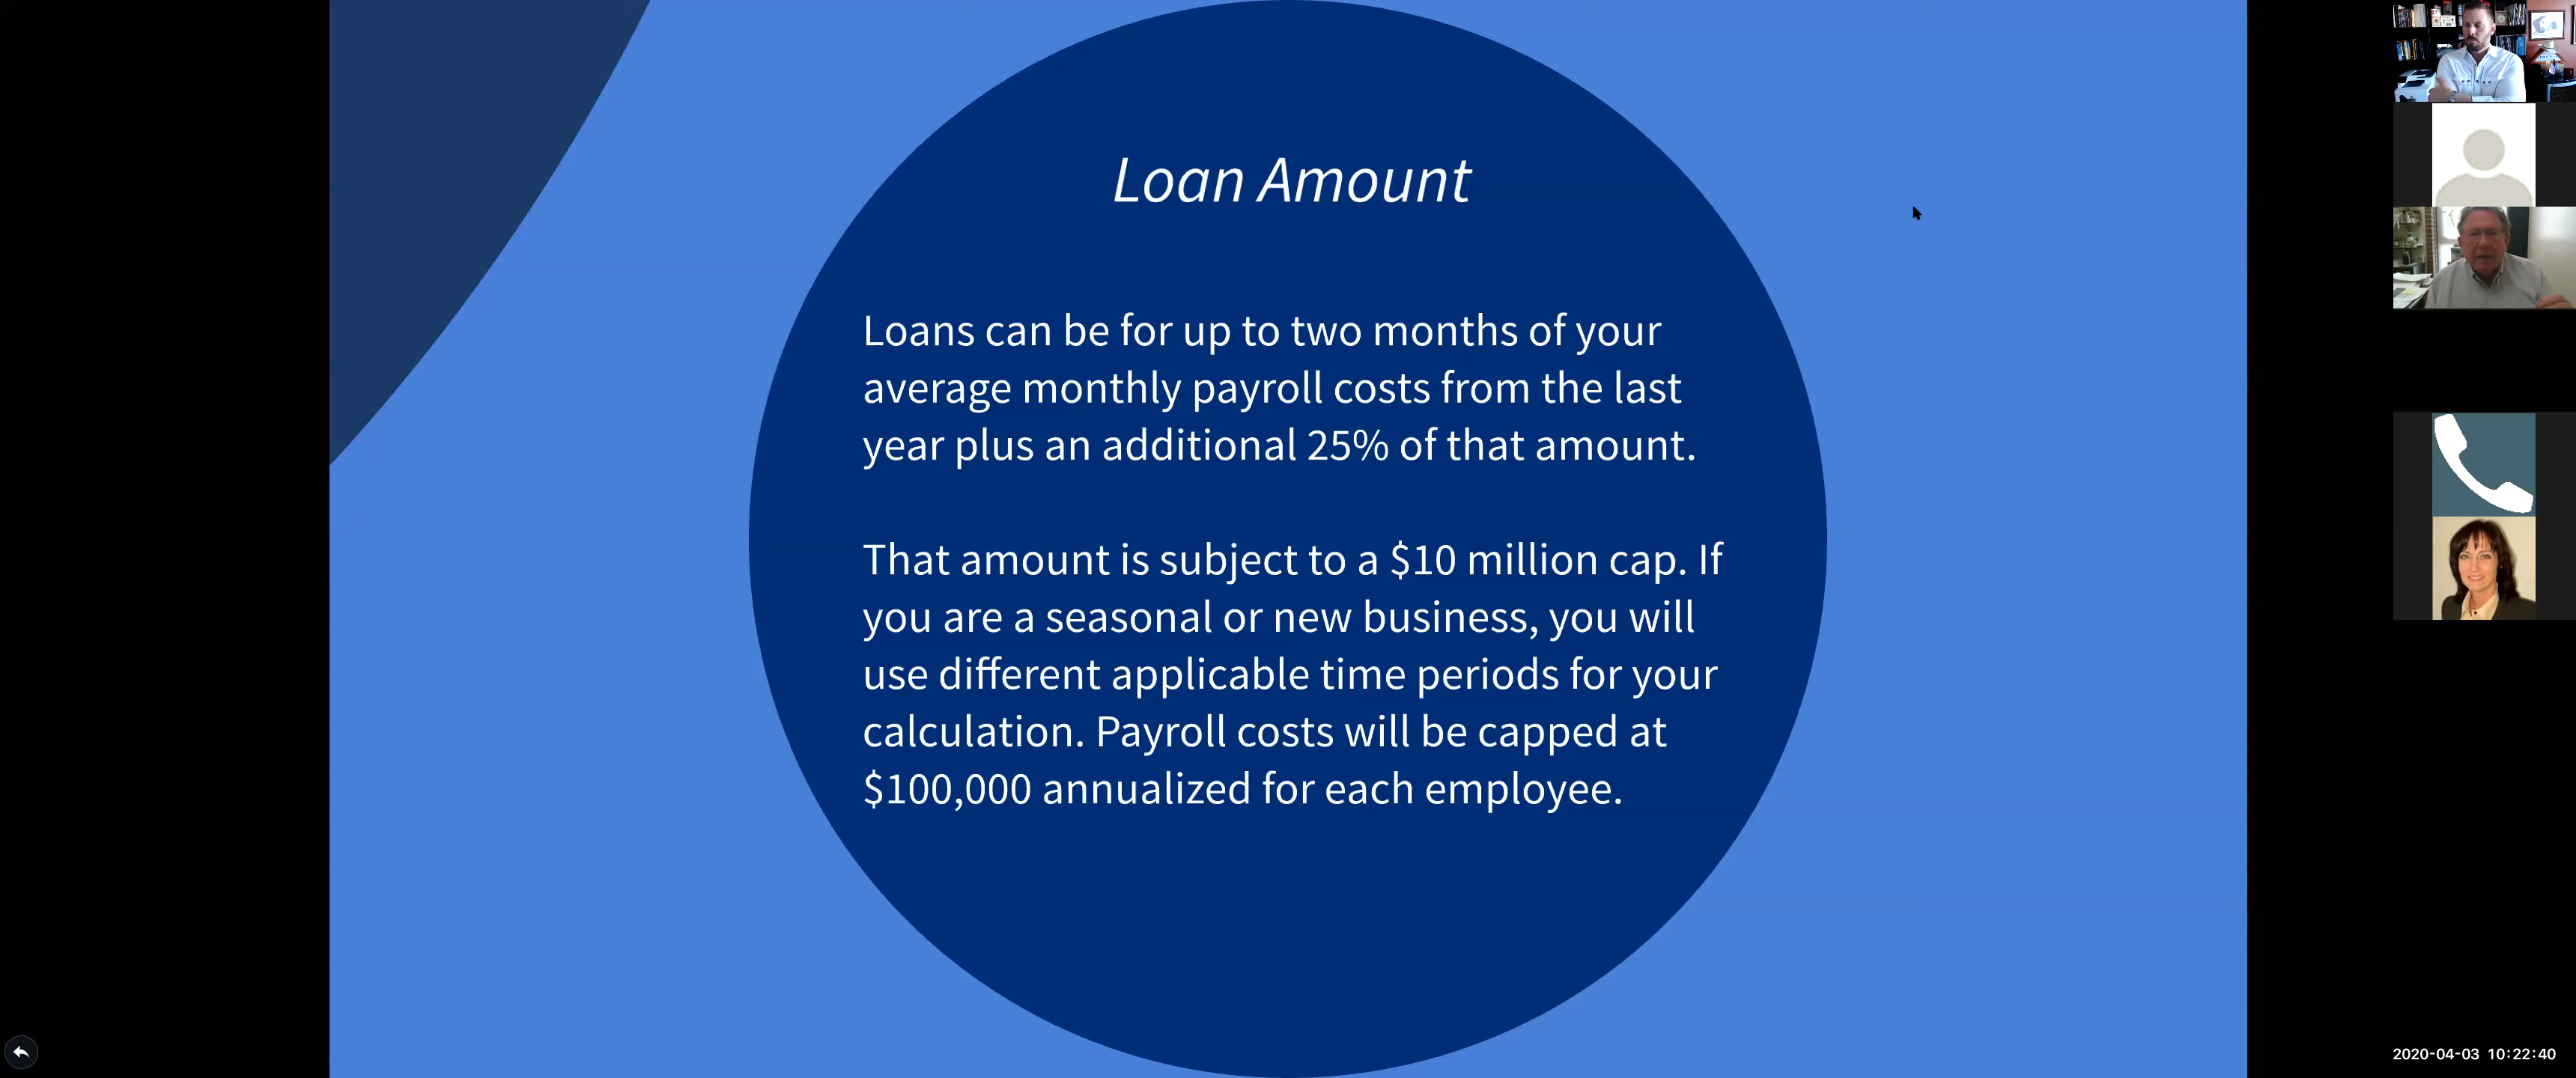 Loan Amount
Loans can be for up to two months of your
average monthly payroll costs from the last
year plus an additional 25% of that amount.
That amount is subject to a $10 million cap. If
you are a seasonal or new business, you will
use different applicable time periods for your
calculation. Payroll costs will be capped at
$100,000 annualized for each employee.
2020-04-03 10:22:40